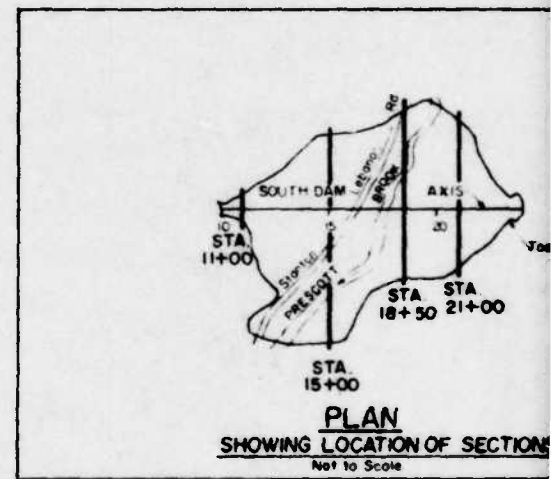 Lebanon Rd
BROOK
SOUTH DAM AXIS
10 15 20
STA.
11+00
PRESCOTT
STA.
18+50
STA.
21+00
STA.
15+00
PLAN
SHOWING LOCATION OF SECTIONS
Not to Scale